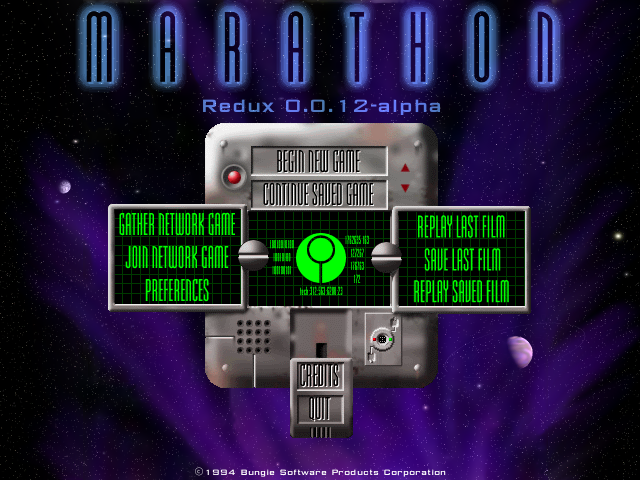 MARATHON
Redux 0.0.12-alpha
BEGIN NEW GAME
CONTINUE SAVED GAME
GATHER NETWORK GAME
JOIN NETWORK GAME
PREFERENCES
REPLAY LAST FILM
SAVE LAST FILM
REPLAY SAVED FILM
CREDITS
QUIT
©1994 Bungie Software Products Corporation